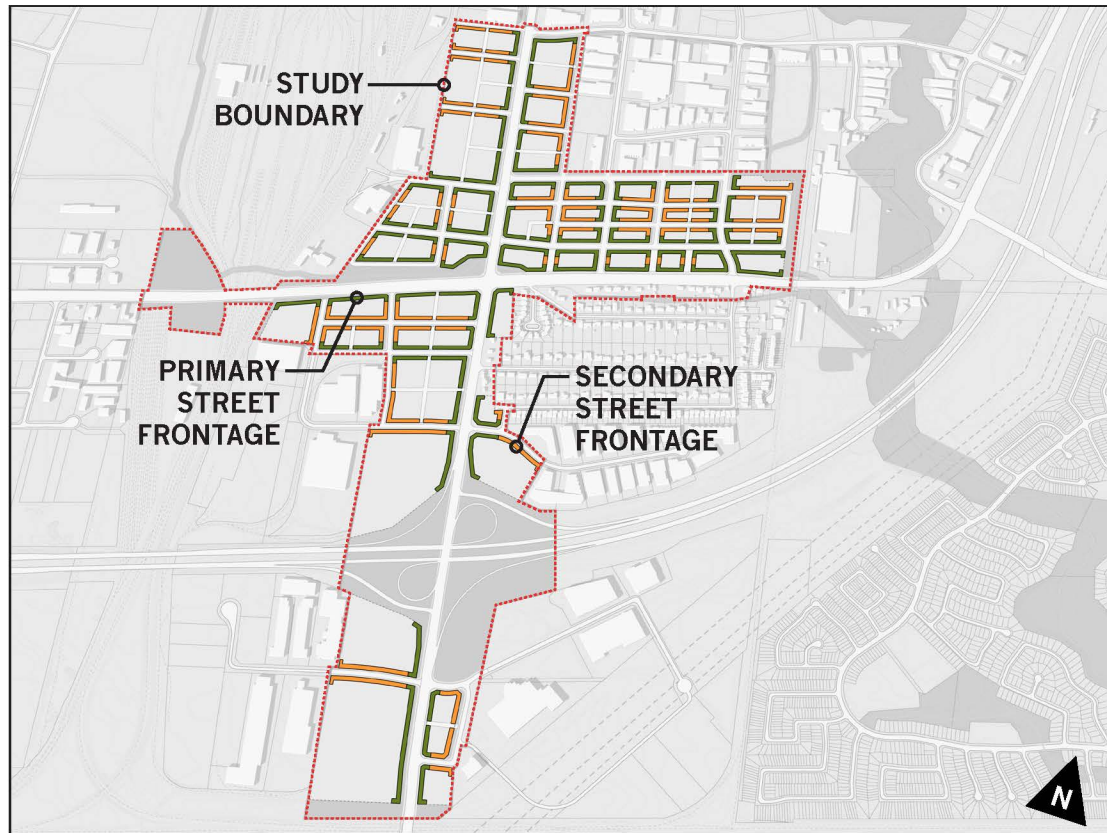 STUDY
BOUNDARY
PRIMARY
STREET
FRONTAGE
SECONDARY
STREET
FRONTAGE
N